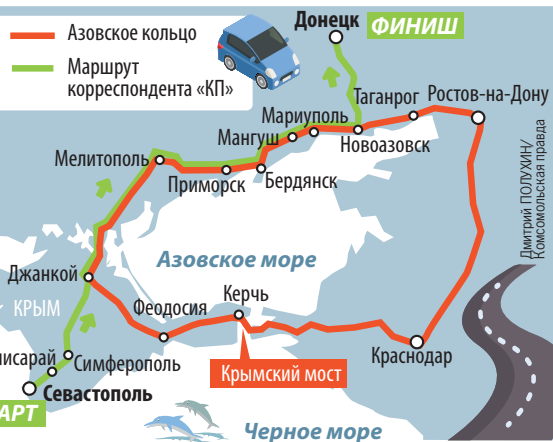 Азовское кольцо
Маршрут
корреспондента «КП»
Донецк
ФИНИШ
Таганрог
Ростов-на-Дону
Мариуполь
Мангуш
Новоазовск
Мелитополь
Приморск
Бердянск
Дмитрий ПОЛУХИН/
Комсомольская правда
Азовское море
Джанкой
КРЫМ
Феодосия
Керчь
Симферополь
Краснодар
Крымский мост
Севастополь
Черное море